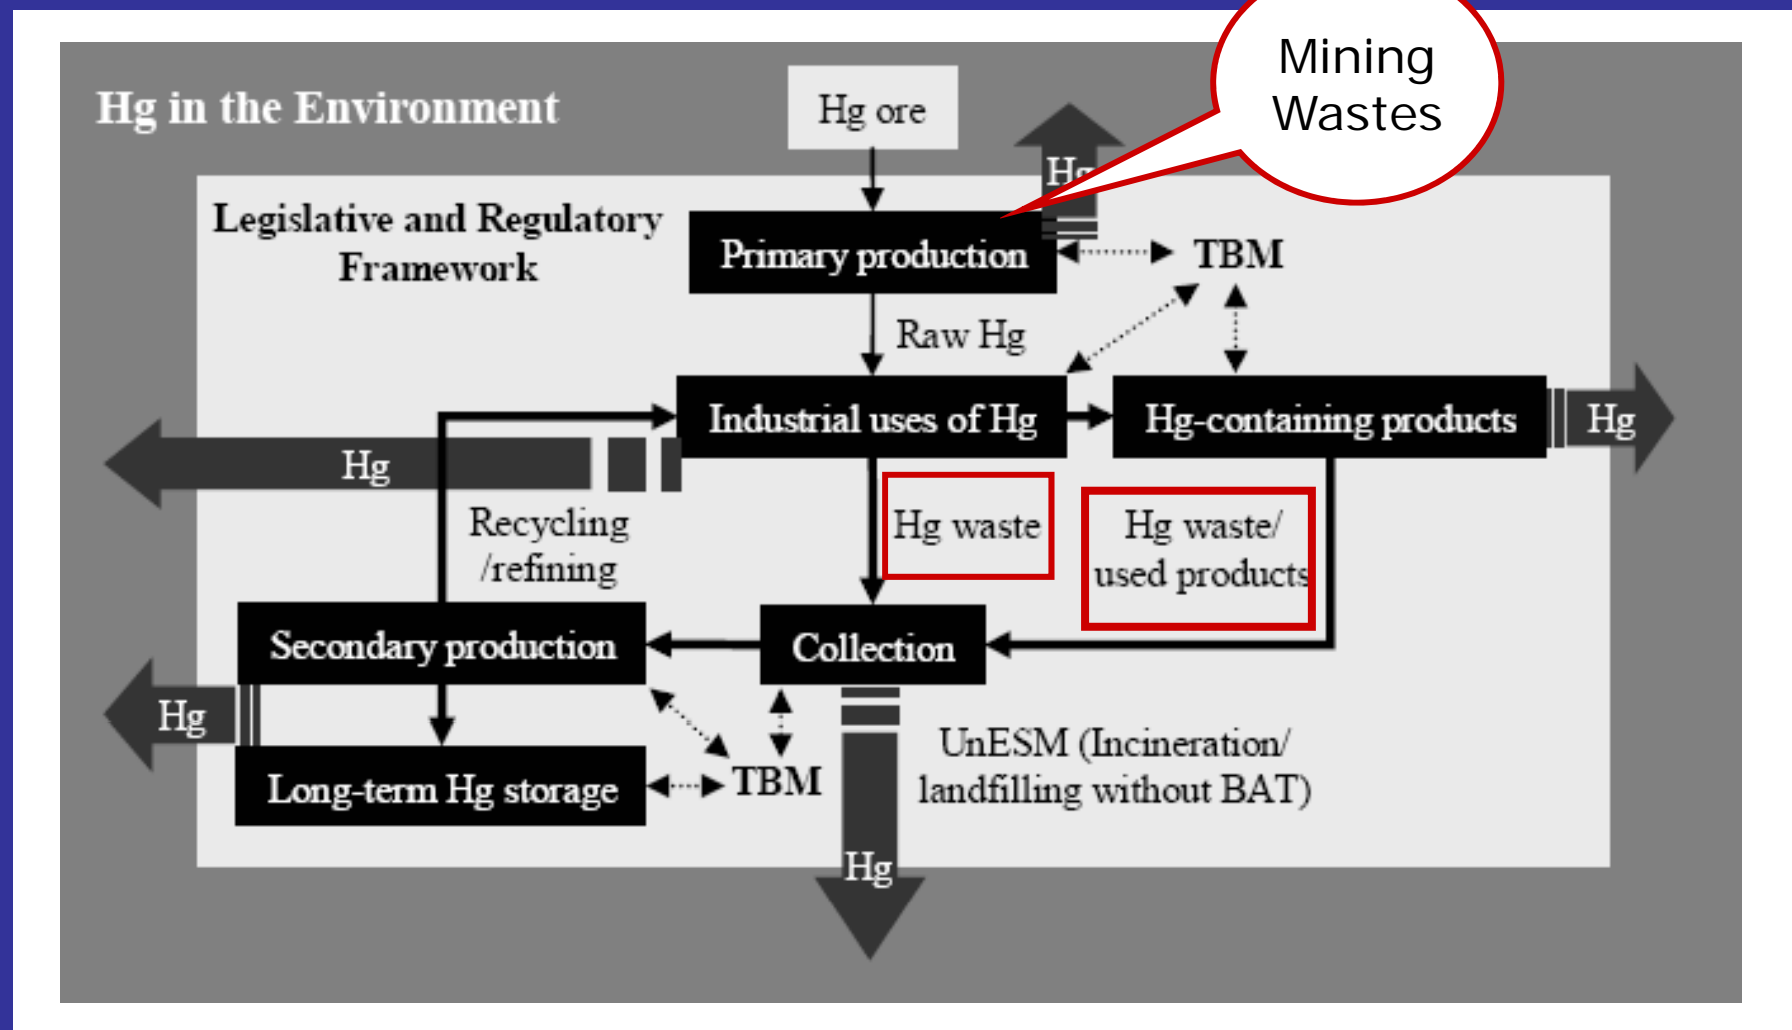 Mining
Wastes
Hg in the Environment
Hg ore
Hg
Legislative and Regulatory
Framework
Primary production
TBM
Raw Hg
Industrial uses of Hg
Hg-containing products
Hg
Hg
Recycling
/refining
Hg waste
Hg waste/
used products
Secondary production
Collection
Hg
UnESM (Incineration/
landfilling without BAT)
Long-term Hg storage
TBM
Hg